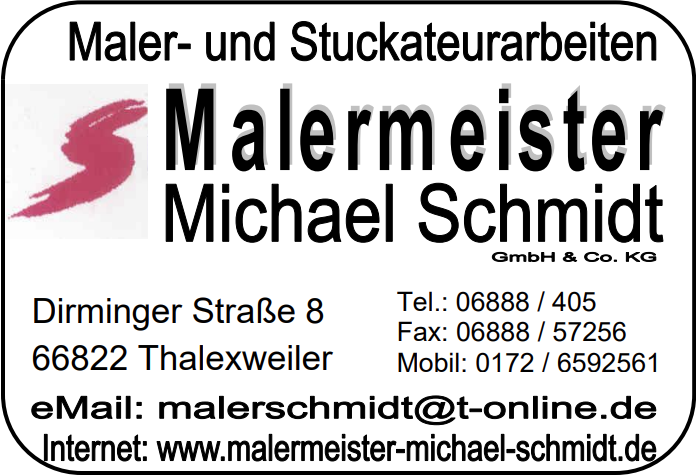 Maler- und Stuckateurarbeiten
Malermeister
Michael Schmidt
GmbH & Co. KG
Dirminger Straße 8
66822 Thalexweiler
Tel.: 06888 / 405
Fax: 06888 / 57256
Mobil: 0172 / 6592561
eMail: malerschmidt@t-online.de
Internet: www.malermeister-michael-schmidt.de